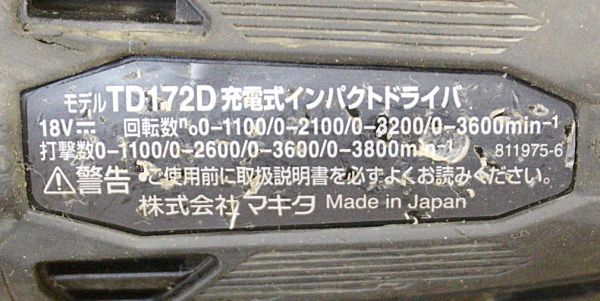 モデル TD172D 充電式インパクトドライバ
18V⎓ 回転数n₀0-1100/0-2100/0-3200/0-3600min⁻¹
打撃数0-1100/0-2600/0-3600/0-3800min⁻¹ 811975-6
⚠警告・ご使用前に取扱説明書を必ずよくお読みください。
株式会社 マキタ Made in Japan